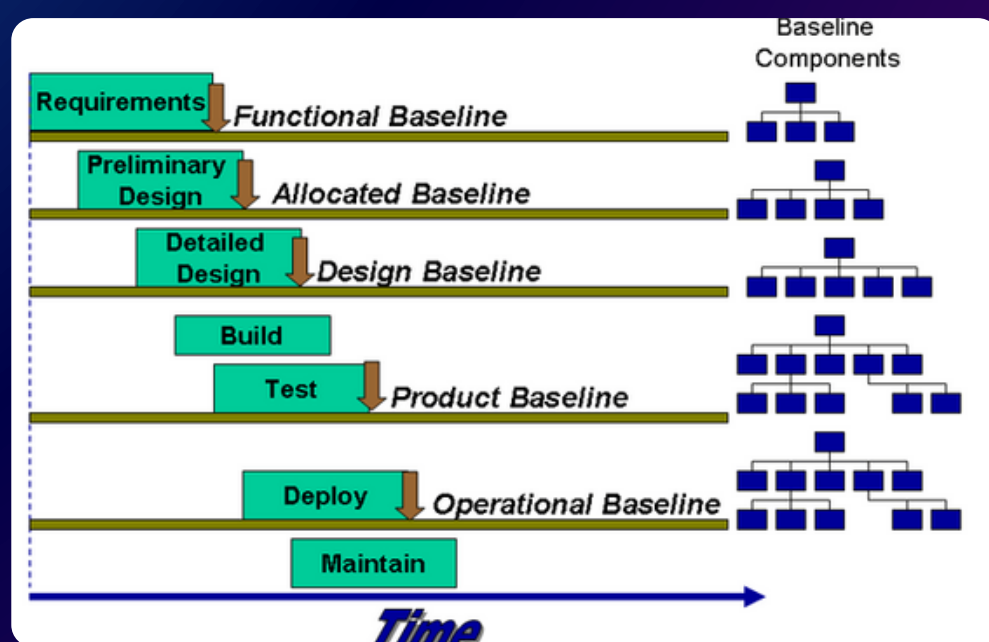 Baseline
Components
Requirements
Functional Baseline
Preliminary
Design
Allocated Baseline
Detailed
Design
Design Baseline
Build
Test
Product Baseline
Deploy
Operational Baseline
Maintain
Time